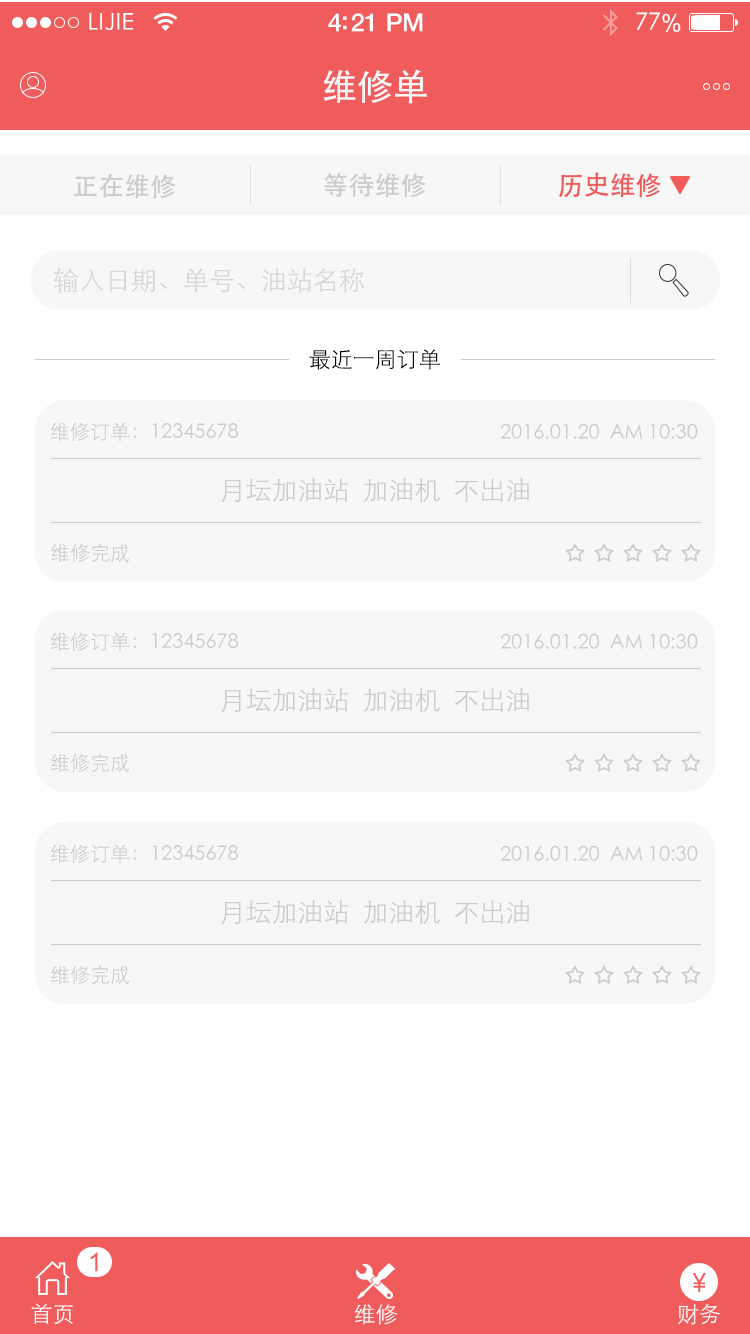 LIJIE 4:21 PM 77%
维修单
正在维修 等待维修 历史维修
输入日期、单号、油站名称
最近一周订单
维修订单：12345678 2016.01.20 AM 10:30
月坛加油站 加油机 不出油
维修完成
维修订单：12345678 2016.01.20 AM 10:30
月坛加油站 加油机 不出油
维修完成
维修订单：12345678 2016.01.20 AM 10:30
月坛加油站 加油机 不出油
维修完成
1 ¥
首页 维修 财务